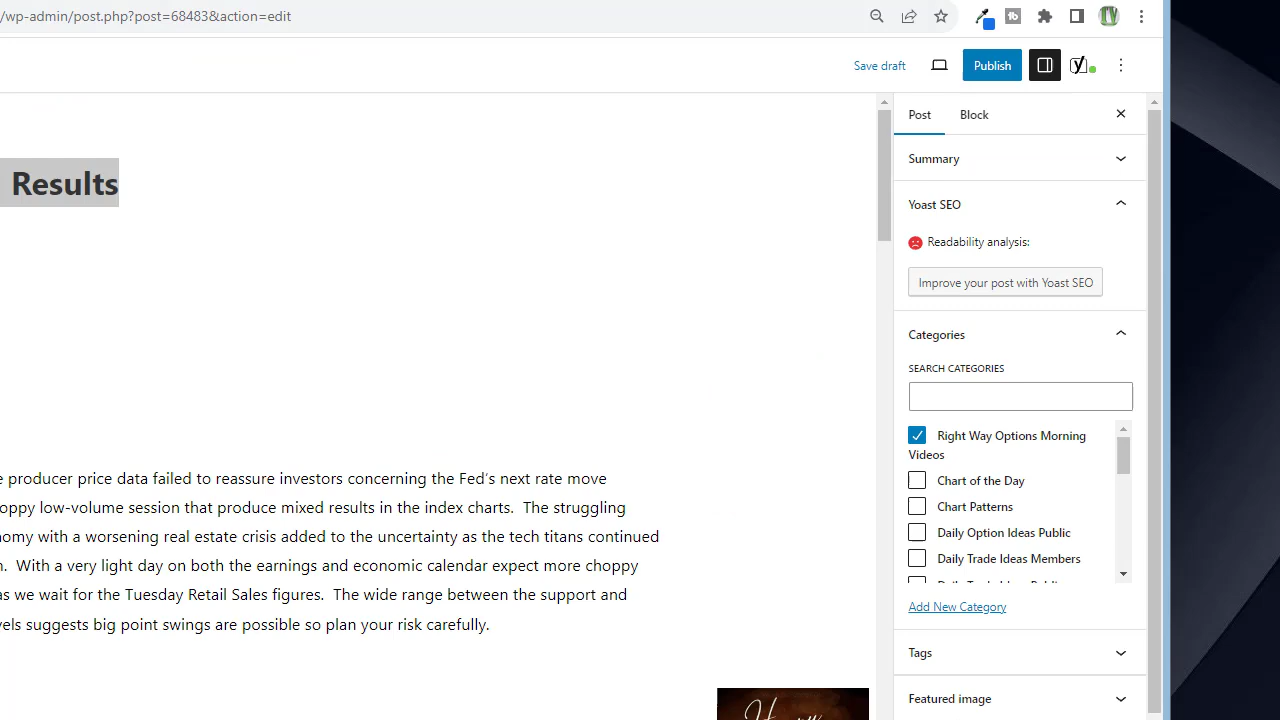 /wp-admin/post.php?post=68483&action=edit
Save draft
Publish
Post
Block
Results
Summary
Yoast SEO
Readability analysis:
Improve your post with Yoast SEO
Categories
SEARCH CATEGORIES
Right Way Options Morning
Videos
Chart of the Day
Chart Patterns
Daily Option Ideas Public
Daily Trade Ideas Members
Add New Category
Tags
Featured image
producer price data failed to reassure investors concerning the Fed's next rate move
low-volume session that produce mixed results in the index charts.  The struggling
with a worsening real estate crisis added to the uncertainty as the tech titans continued
With a very light day on both the earnings and economic calendar expect more choppy
as we wait for the Tuesday Retail Sales figures.  The wide range between the support and
suggests big point swings are possible so plan your risk carefully.